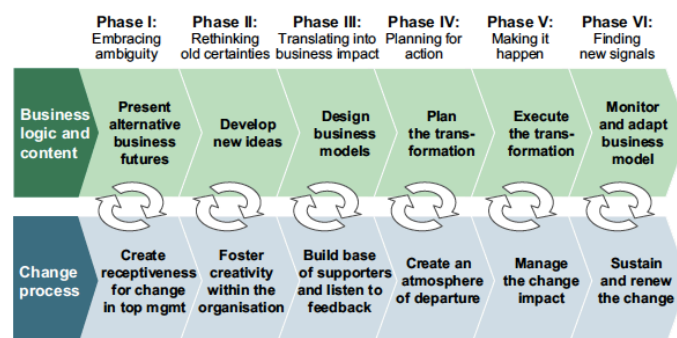 Phase I:
Embracing
ambiguity
Phase II:
Rethinking
old certainties
Phase III:
Translating into
business impact
Phase IV:
Planning for
action
Phase V:
Making it
happen
Phase VI:
Finding
new signals
Business
logic and
content
Present
alternative
business
futures
Develop
new ideas
Design
business
models
Plan
the trans-
formation
Execute
the trans-
formation
Monitor
and adapt
business
model
Change
process
Create
receptiveness
for change
in top mgmt
Foster
creativity
within the
organisation
Build base
of supporters
and listen to
feedback
Create an
atmosphere
of departure
Manage
the change
impact
Sustain
and renew
the change